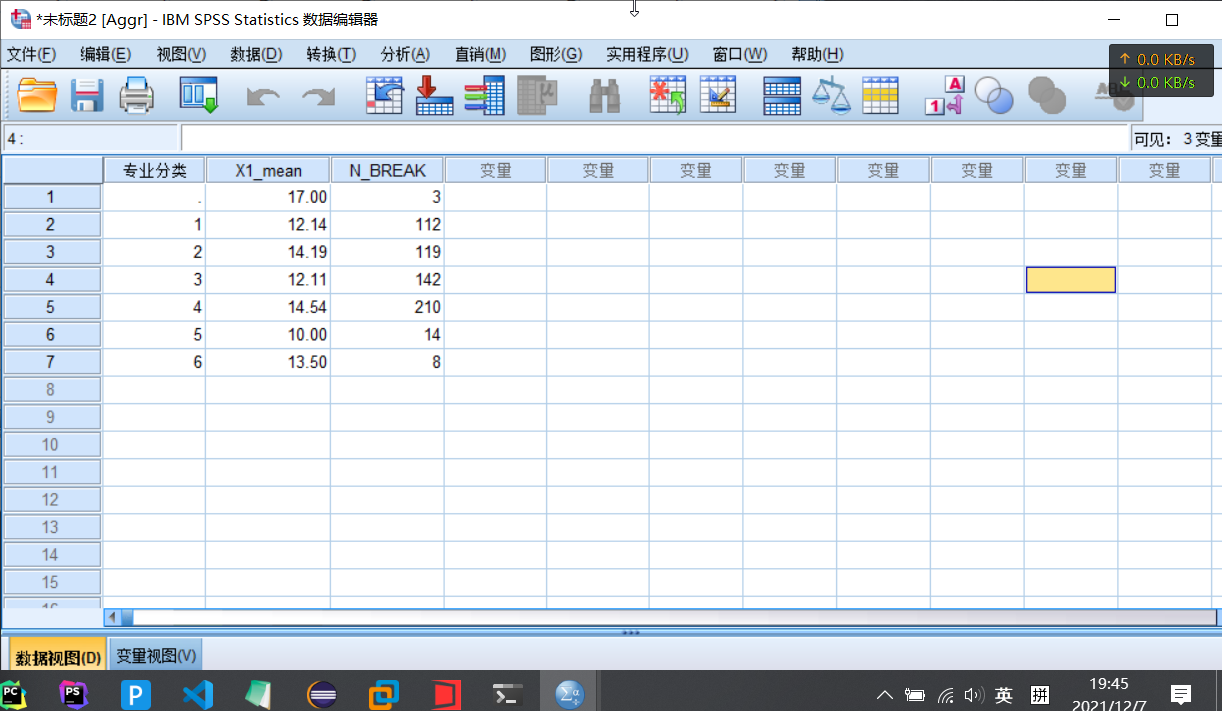 *未标题2 [Aggr] - IBM SPSS Statistics 数据编辑器
文件(F) 编辑(E) 视图(V) 数据(D) 转换(T) 分析(A) 直销(M) 图形(G) 实用程序(U) 窗口(W) 帮助(H)
↑ 0.0 KB/s
↓ 0.0 KB/s
4 :
可见: 3 变量
专业分类 X1_mean N_BREAK 变量 变量 变量 变量 变量 变量 变量 变量
1 . 17.00 3
2 1 12.14 112
3 2 14.19 119
4 3 12.11 142
5 4 14.54 210
6 5 10.00 14
7 6 13.50 8
8
9
10
11
12
13
14
15
16
数据视图(D) 变量视图(V)
PC PS P
英 拼
19:45
2021/12/7